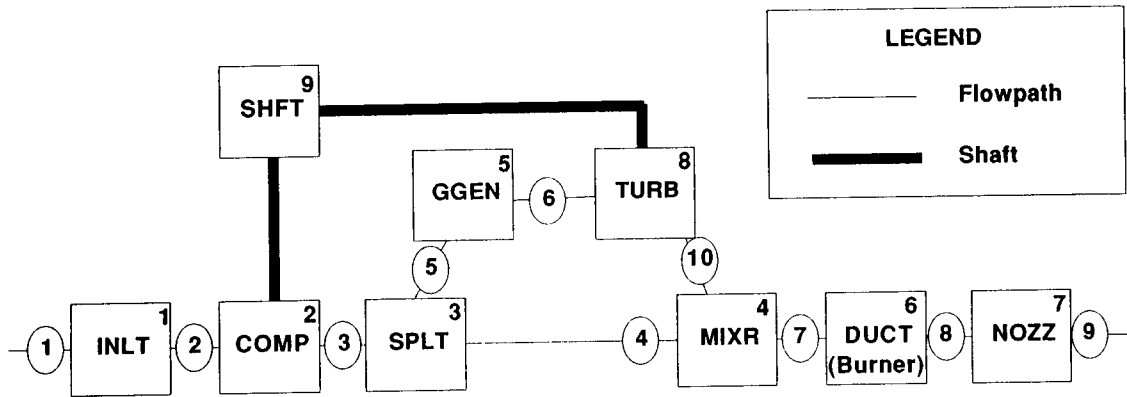 LEGEND
Flowpath
Shaft
9
SHFT
5
GGEN
6
8
TURB
5
10
1
1
INLT
2
2
COMP
3
3
SPLT
4
4
MIXR
7
6
DUCT
(Burner)
8
7
NOZZ
9